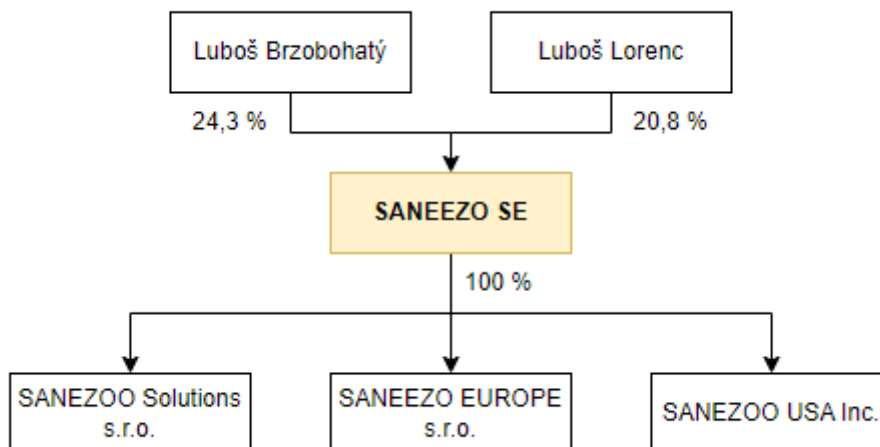 Luboš Brzobohatý
Luboš Lorenc
24,3 %
20,8 %
SANEEZO SE
100 %
SANEZOO Solutions
s.r.o.
SANEEZO EUROPE
s.r.o.
SANEZOO USA Inc.